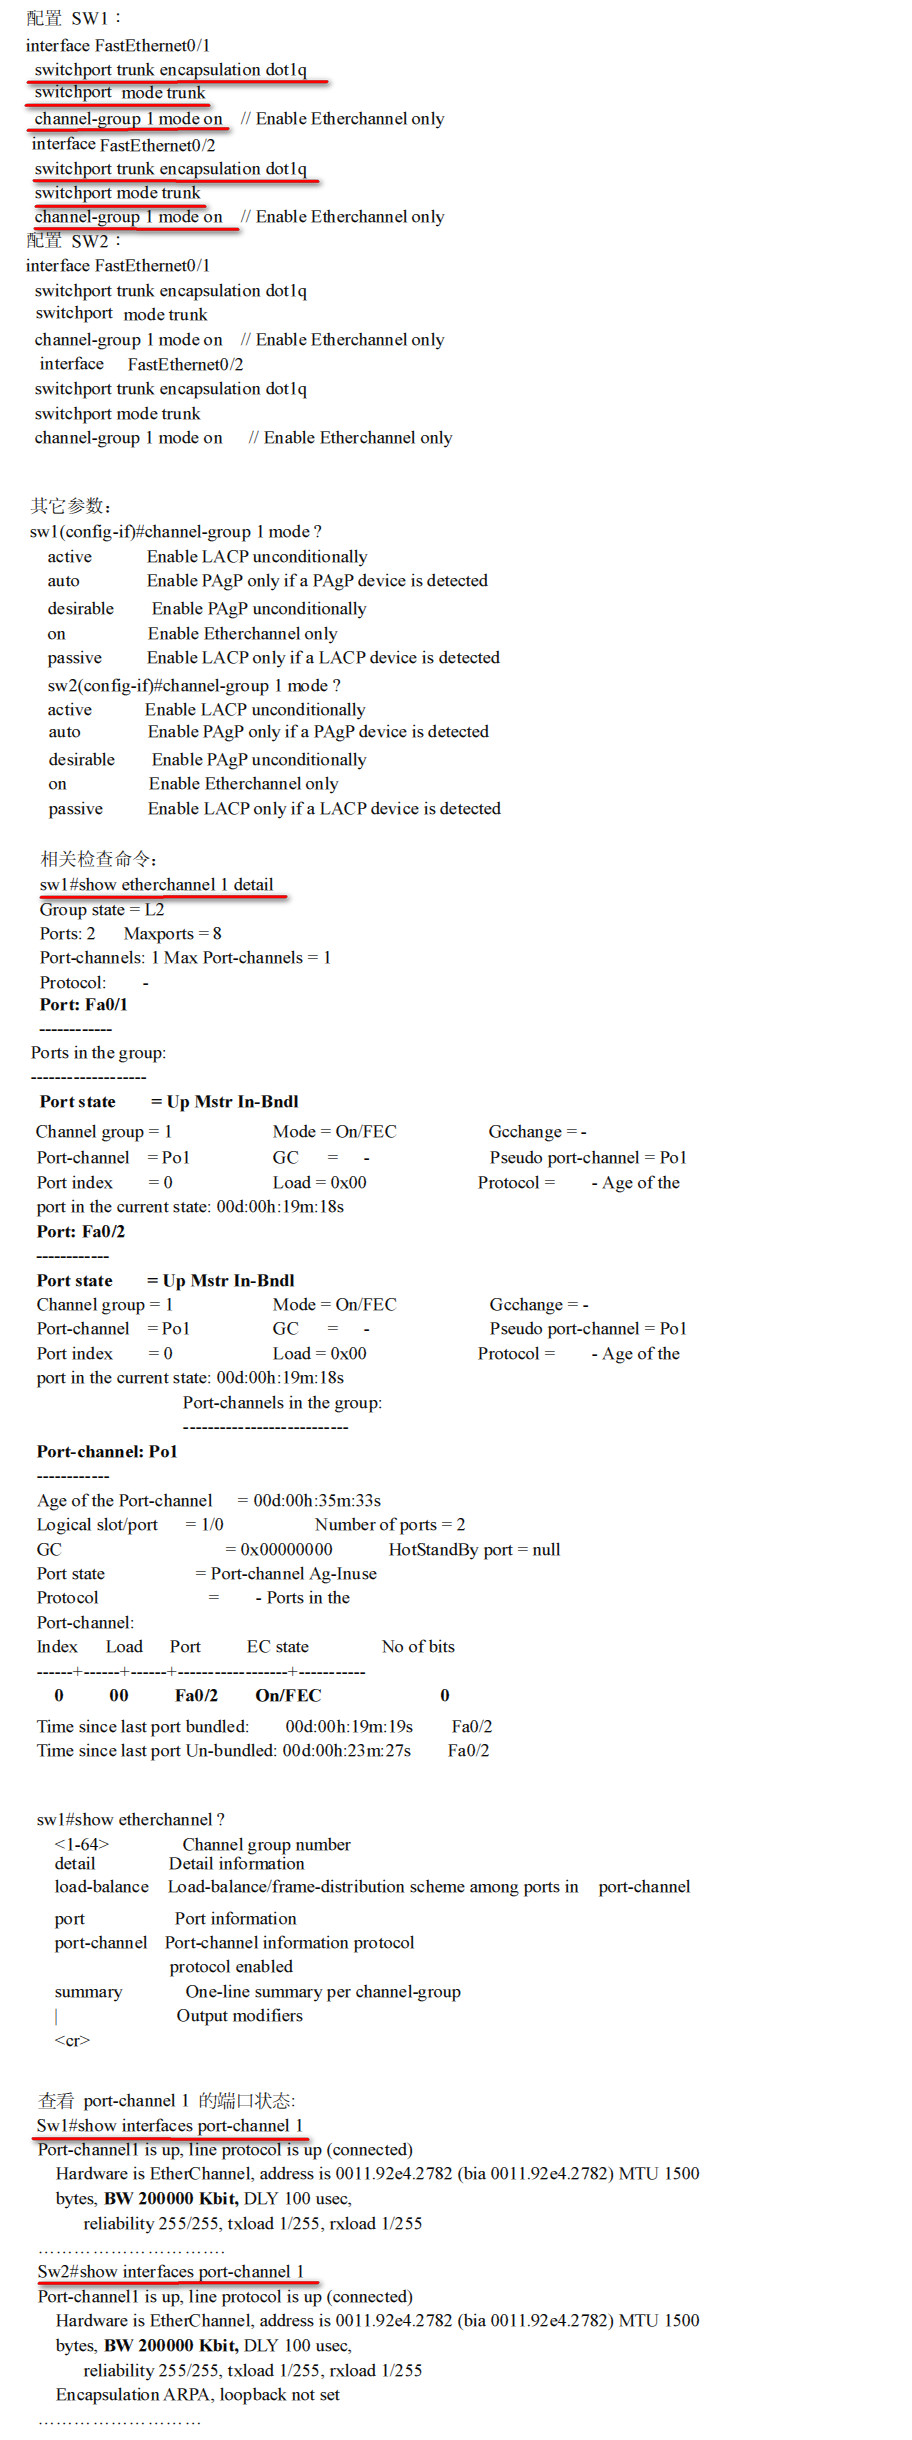 配置 SW1：
interface FastEthernet0/1
switchport trunk encapsulation dot1q
switchport mode trunk
channel-group 1 mode on // Enable Etherchannel only
interface FastEthernet0/2
switchport trunk encapsulation dot1q
switchport mode trunk
channel-group 1 mode on // Enable Etherchannel only
配置 SW2：
interface FastEthernet0/1
switchport trunk encapsulation dot1q
switchport mode trunk
channel-group 1 mode on // Enable Etherchannel only
interface FastEthernet0/2
switchport trunk encapsulation dot1q
switchport mode trunk
channel-group 1 mode on // Enable Etherchannel only
其它参数：
sw1(config-if)#channel-group 1 mode ?
active Enable LACP unconditionally
auto Enable PAgP only if a PAgP device is detected
desirable Enable PAgP unconditionally
on Enable Etherchannel only
passive Enable LACP only if a LACP device is detected
sw2(config-if)#channel-group 1 mode ?
active Enable LACP unconditionally
auto Enable PAgP only if a PAgP device is detected
desirable Enable PAgP unconditionally
on Enable Etherchannel only
passive Enable LACP only if a LACP device is detected
相关检查命令：
sw1#show etherchannel 1 detail
Group state = L2
Ports: 2 Maxports = 8
Port-channels: 1 Max Port-channels = 1
Protocol: -
Port: Fa0/1
------------
Ports in the group:
-------------------
Port state = Up Mstr In-Bndl
Channel group = 1 Mode = On/FEC Gcchange = -
Port-channel = Po1 GC = - Pseudo port-channel = Po1
Port index = 0 Load = 0x00 Protocol = - Age of the
port in the current state: 00d:00h:19m:18s
Port: Fa0/2
------------
Port state = Up Mstr In-Bndl
Channel group = 1 Mode = On/FEC Gcchange = -
Port-channel = Po1 GC = - Pseudo port-channel = Po1
Port index = 0 Load = 0x00 Protocol = - Age of the
port in the current state: 00d:00h:19m:18s
Port-channels in the group:
---------------------------
Port-channel: Po1
------------
Age of the Port-channel = 00d:00h:35m:33s
Logical slot/port = 1/0 Number of ports = 2
GC = 0x00000000 HotStandBy port = null
Port state = Port-channel Ag-Inuse
Protocol = - Ports in the
Port-channel:
Index Load Port EC state No of bits
------+------+------+------------------+-----------
0 00 Fa0/2 On/FEC 0
Time since last port bundled: 00d:00h:19m:19s Fa0/2
Time since last port Un-bundled: 00d:00h:23m:27s Fa0/2
sw1#show etherchannel ?
<1-64> Channel group number
detail Detail information
load-balance Load-balance/frame-distribution scheme among ports in port-channel
port Port information
port-channel Port-channel information protocol
protocol enabled
summary One-line summary per channel-group
| Output modifiers
<cr>
查看 port-channel 1 的端口状态:
Sw1#show interfaces port-channel 1
Port-channel1 is up, line protocol is up (connected)
Hardware is EtherChannel, address is 0011.92e4.2782 (bia 0011.92e4.2782) MTU 1500
bytes, BW 200000 Kbit, DLY 100 usec,
reliability 255/255, txload 1/255, rxload 1/255
………………………….
Sw2#show interfaces port-channel 1
Port-channel1 is up, line protocol is up (connected)
Hardware is EtherChannel, address is 0011.92e4.2782 (bia 0011.92e4.2782) MTU 1500
bytes, BW 200000 Kbit, DLY 100 usec,
reliability 255/255, txload 1/255, rxload 1/255
Encapsulation ARPA, loopback not set
………………………